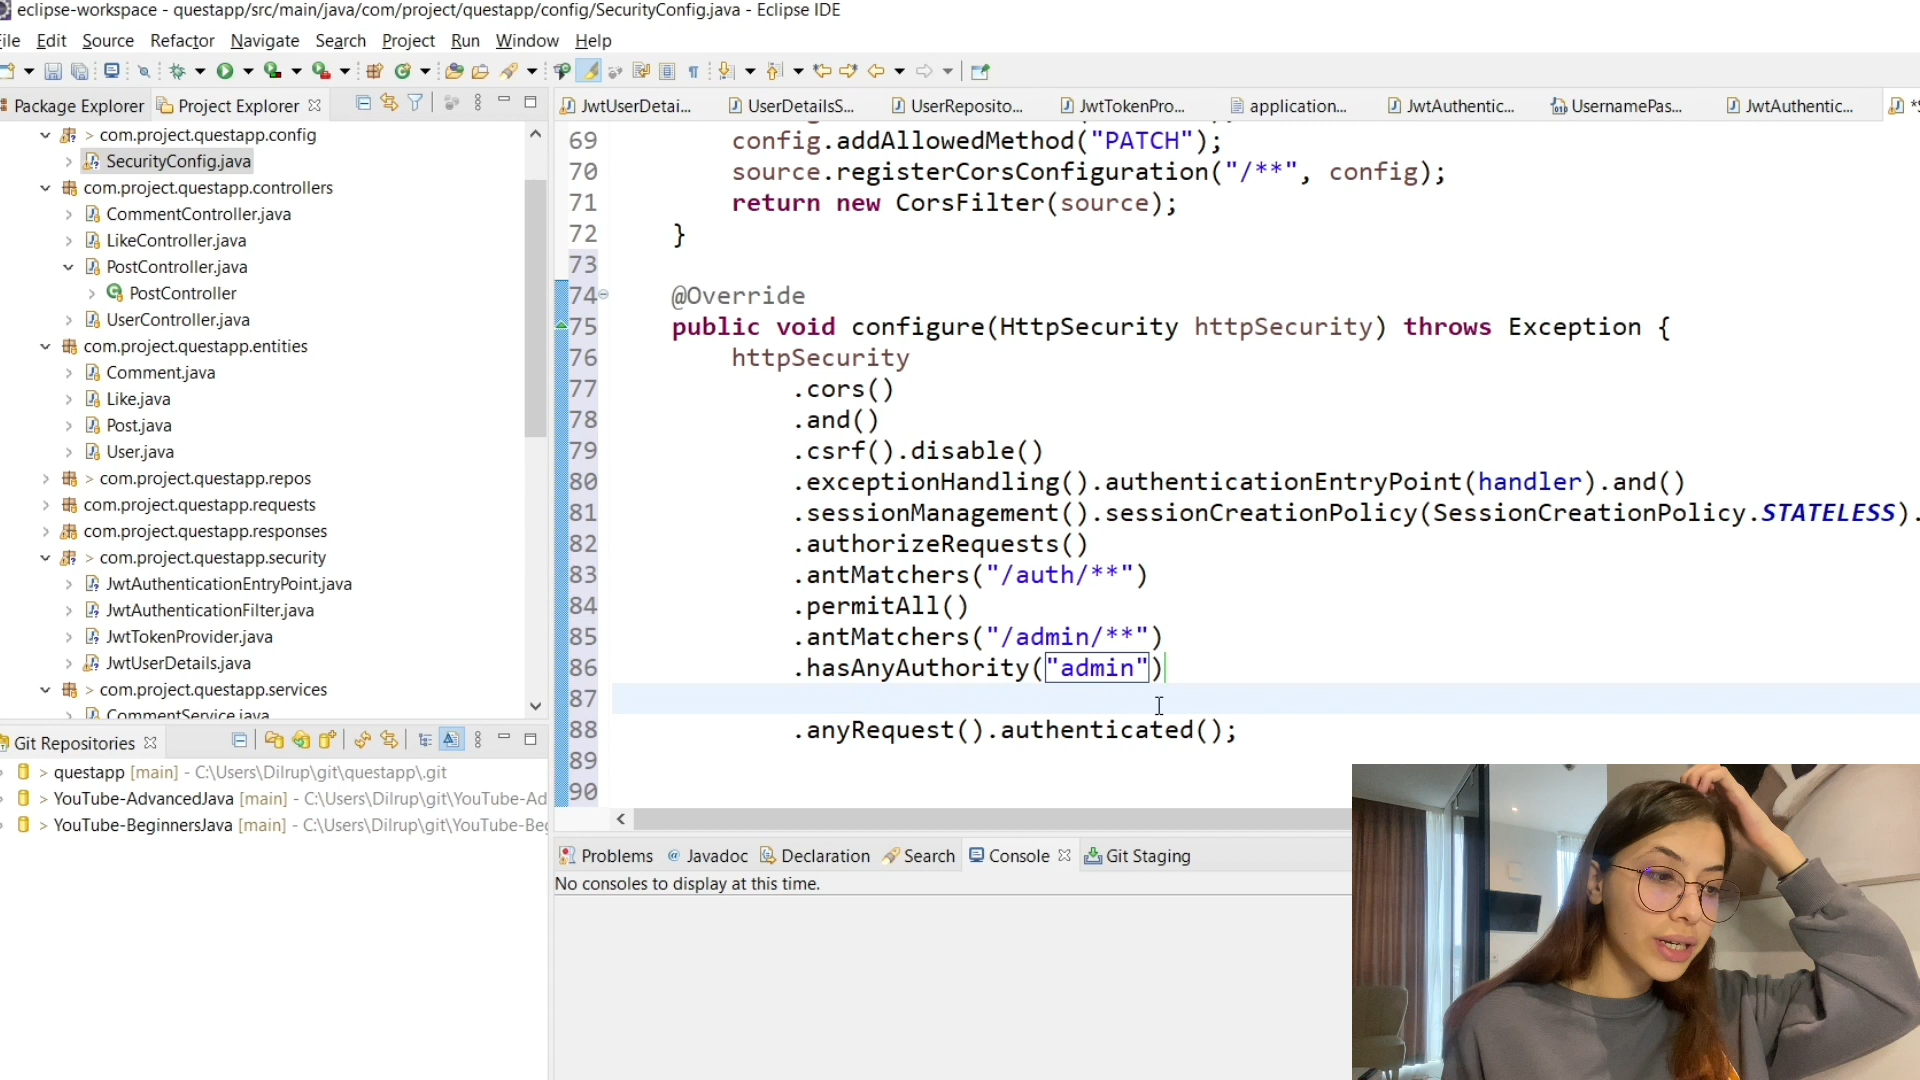 eclipse-workspace - questapp/src/main/java/com/project/questapp/config/SecurityConfig.java - Eclipse IDE
ile Edit Source Refactor Navigate Search Project Run Window Help
Package Explorer
Project Explorer
JwtUserDetai...
UserDetailsS...
UserReposito...
JwtTokenPro...
application...
JwtAuthentic...
UsernamePas...
JwtAuthentic...
> com.project.questapp.config
SecurityConfig.java
com.project.questapp.controllers
CommentController.java
LikeController.java
PostController.java
PostController
UserController.java
com.project.questapp.entities
Comment.java
Like.java
Post.java
User.java
> com.project.questapp.repos
com.project.questapp.requests
com.project.questapp.responses
> com.project.questapp.security
JwtAuthenticationEntryPoint.java
JwtAuthenticationFilter.java
JwtTokenProvider.java
JwtUserDetails.java
com.project.questapp.services
CommentService.java
Git Repositories
> questapp [main] - C:\Users\Dilrup\git\questapp\.git
> YouTube-AdvancedJava [main] - C:\Users\Dilrup\git\YouTube-Ad
> YouTube-BeginnersJava [main] - C:\Users\Dilrup\git\YouTube-Be
69 config.addAllowedMethod("PATCH");
70 source.registerCorsConfiguration("/**", config);
71 return new CorsFilter(source);
72 }
73
74 @Override
75 public void configure(HttpSecurity httpSecurity) throws Exception {
76 httpSecurity
77 .cors()
78 .and()
79 .csrf().disable()
80 .exceptionHandling().authenticationEntryPoint(handler).and()
81 .sessionManagement().sessionCreationPolicy(SessionCreationPolicy.STATELESS).
82 .authorizeRequests()
83 .antMatchers("/auth/**")
84 .permitAll()
85 .antMatchers("/admin/**")
86 .hasAnyAuthority("admin")
87
88 .anyRequest().authenticated();
89
90
Problems @ Javadoc Declaration Search Console Git Staging
No consoles to display at this time.